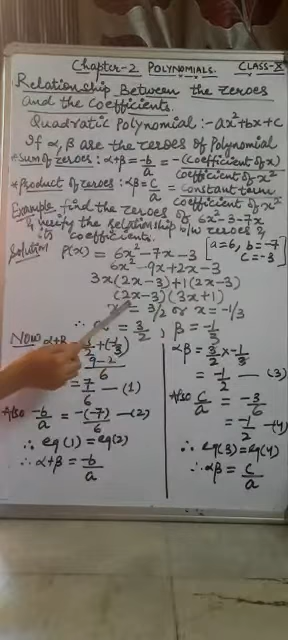 Chapter-2 POLYNOMIALS. CLASS-X
Relationship Between the zeroes
and the Coefficients.
Quadratic Polynomial :- ax²+bx+c
If α, β are the zeroes of Polynomial
*Sum of zeroes: α+β = -b/a = -(Coefficient of x)/Coefficient of x²
*Product of zeroes: αβ = c/a = constant term/Coefficient of x²
Example find the zeroes of 6x²-3-7x
& verify the relationship b/w zeroes &
its coefficients.
Solution P(x) = 6x²-7x-3 [a=6, b=-7
c=-3]
6x²-9x+2x-3
3x(2x-3)+1(2x-3)
(2x-3)(3x+1)
x = 3/2 or x = -1/3
∴ = 3/2, β = -1/3
Now α+β = 3/2+(-1/3)
9-2/6
= 7/6 -(1)
Also -b/a = -(-7)/6 -(2)
∴ eq(1) = eq(2)
∴ α+β = -b/a
αβ = 3/2 x -1/3
= -1/2 -(3)
Also c/a = -3/6
= -1/2 -(4)
∴ eq(3) = eq(4)
∴ αβ = c/a